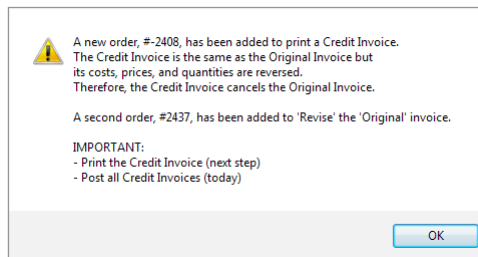 A new order, #-2408, has been added to print a Credit Invoice.
The Credit Invoice is the same as the Original Invoice but
its costs, prices, and quantities are reversed.
Therefore, the Credit Invoice cancels the Original Invoice.
A second order, #2437, has been added to 'Revise' the 'Original' invoice.
IMPORTANT:
- Print the Credit Invoice (next step)
- Post all Credit Invoices (today)
OK